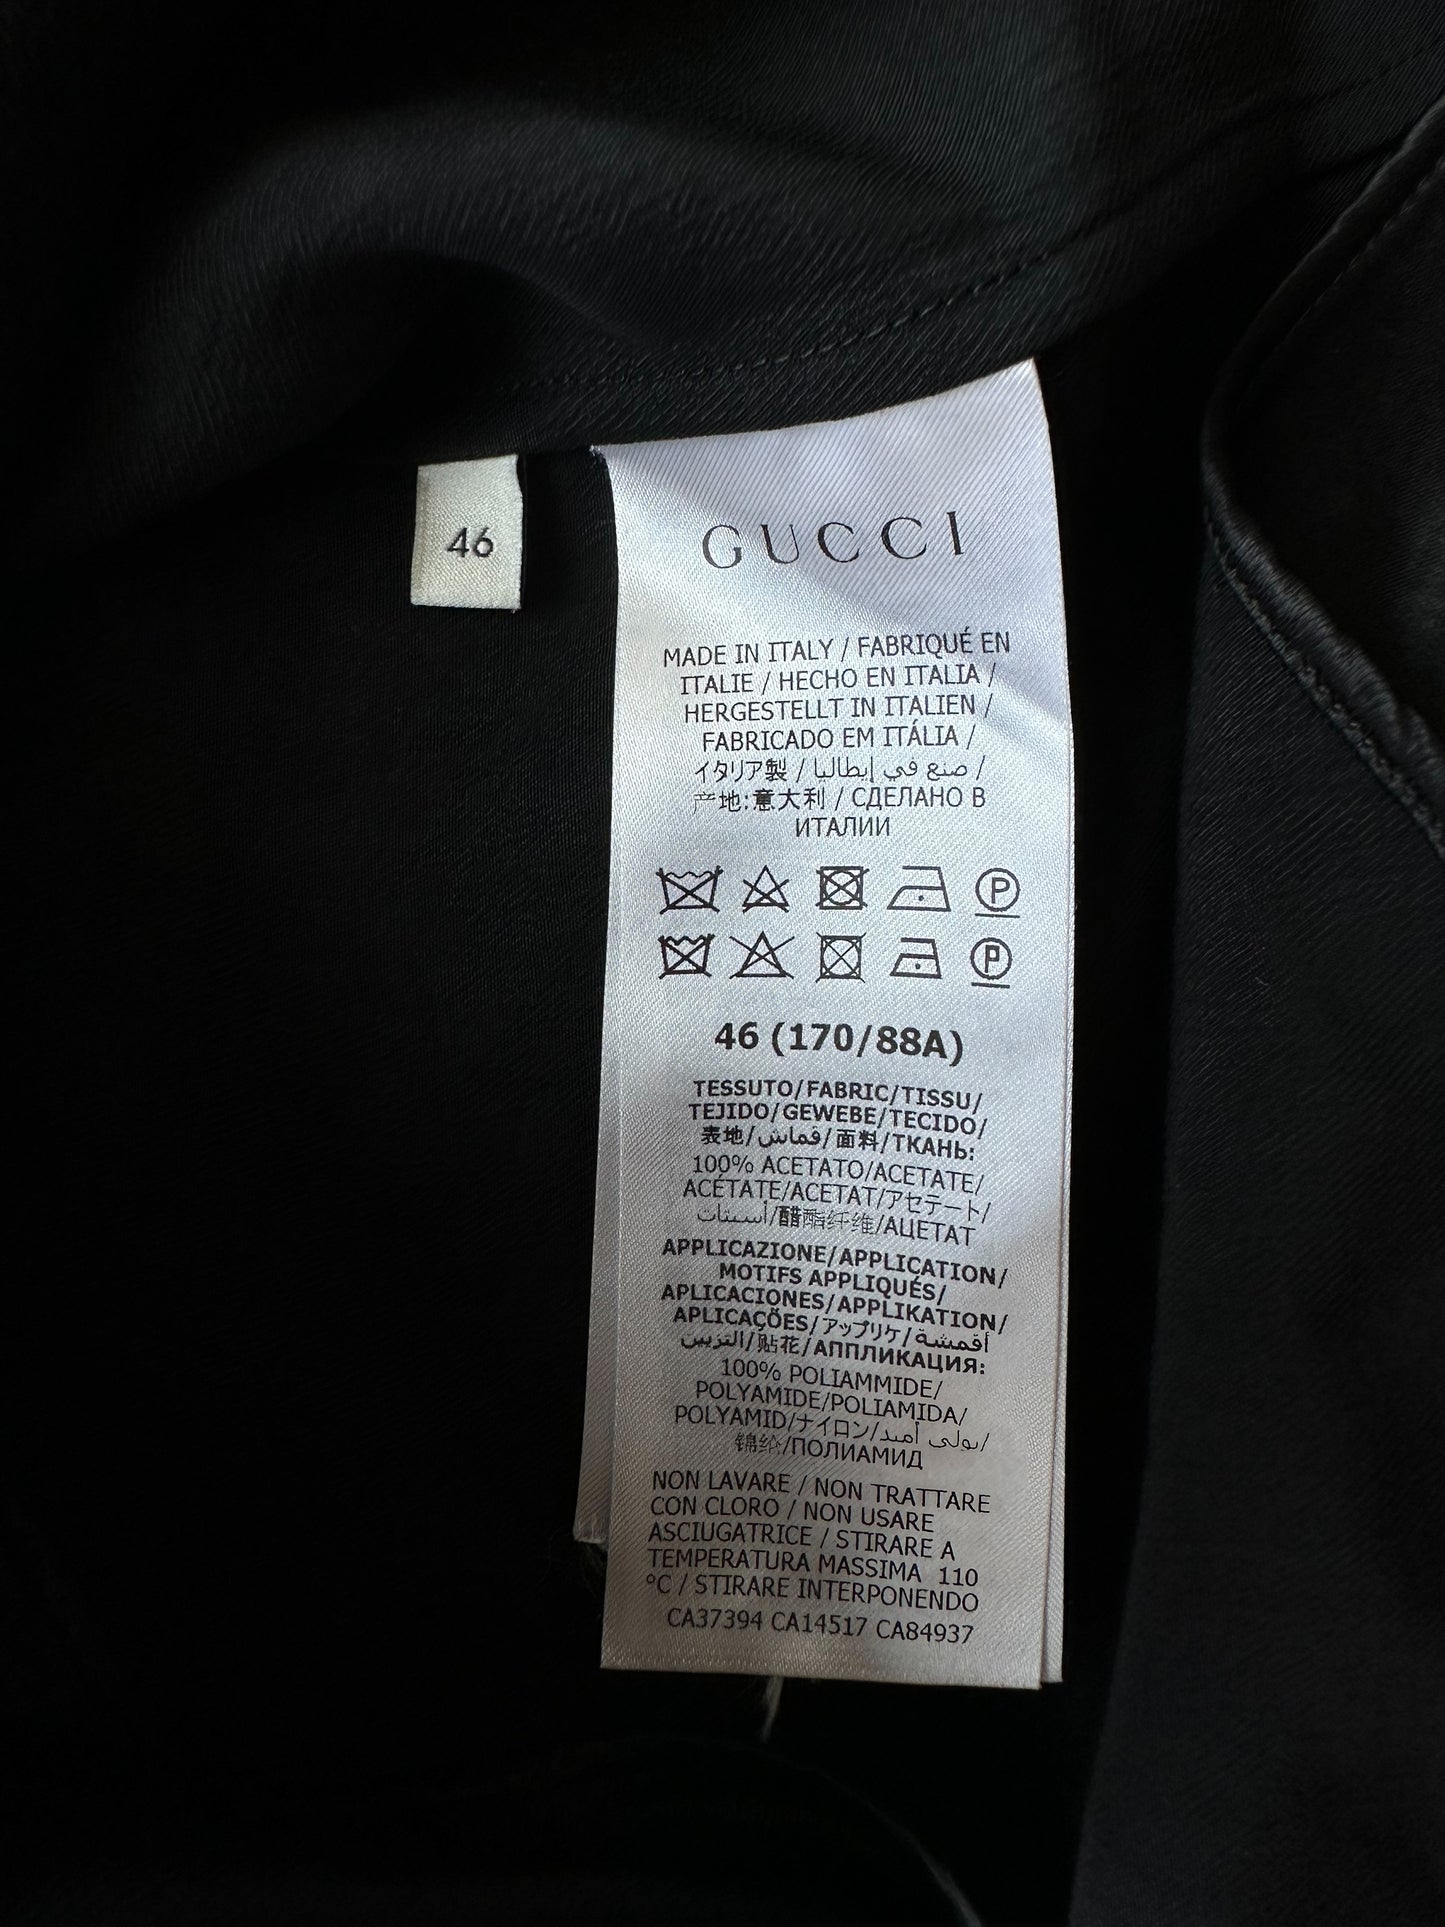 46
GUCCI
MADE IN ITALY / FABRIQUÉ EN
ITALIE / HECHO EN ITALIA /
HERGESTELLT IN ITALIEN /
FABRICADO EM ITÁLIA /
イタリア製 / صنع في إيطاليا /
产地:意大利 / СДЕЛАНО В
ИТАЛИИ
P
P
46 (170/88A)
TESSUTO/FABRIC/TISSU/
TEJIDO/GEWEBE/TECIDO/
表地/قماش/面料/ТКАНЬ:
100% ACETATO/ACETATE/
ACÉTATE/ACETAT/アセテート/
أسيتات/醋酯纤维/АЦЕТАТ
APPLICAZIONE/APPLICATION/
MOTIFS APPLIQUÉS/
APLICACIONES/APPLIKATION/
APLICAÇÕES/アップリケ/أقمشة
التزيين/贴花/АППЛИКАЦИЯ:
100% POLIAMMIDE/
POLYAMIDE/POLIAMIDA/
POLYAMID/ナイロン/بولي أميد/
锦纶/ПОЛИАМИД
NON LAVARE / NON TRATTARE
CON CLORO / NON USARE
ASCIUGATRICE / STIRARE A
TEMPERATURA MASSIMA 110
°C / STIRARE INTERPONENDO
CA37394 CA14517 CA84937